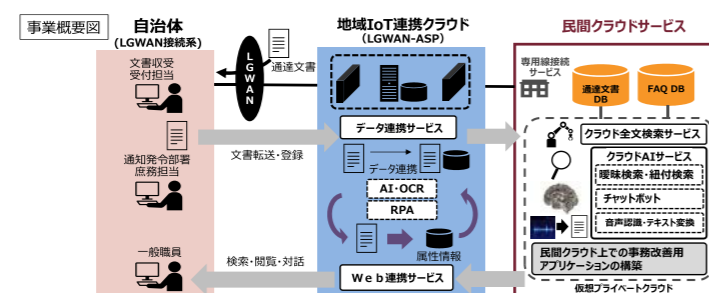 事業概要図
自治体
(LGWAN接続系)
文書収受
受付担当
通知発令部署
庶務担当
一般職員
LGWAN
通達文書
文書転送・登録
検索・閲覧・対話
地域IoT連携クラウド
(LGWAN-ASP)
データ連携サービス
データ連携
AI・OCR
RPA
属性情報
Web連携サービス
民間クラウドサービス
専用線接続
サービス
通達文書
DB
FAQ DB
クラウド全文検索サービス
クラウドAIサービス
曖昧検索・紐付検索
チャットボット
音声認識・テキスト変換
民間クラウド上での事務改善用
アプリケーションの構築
仮想プライベートクラウド